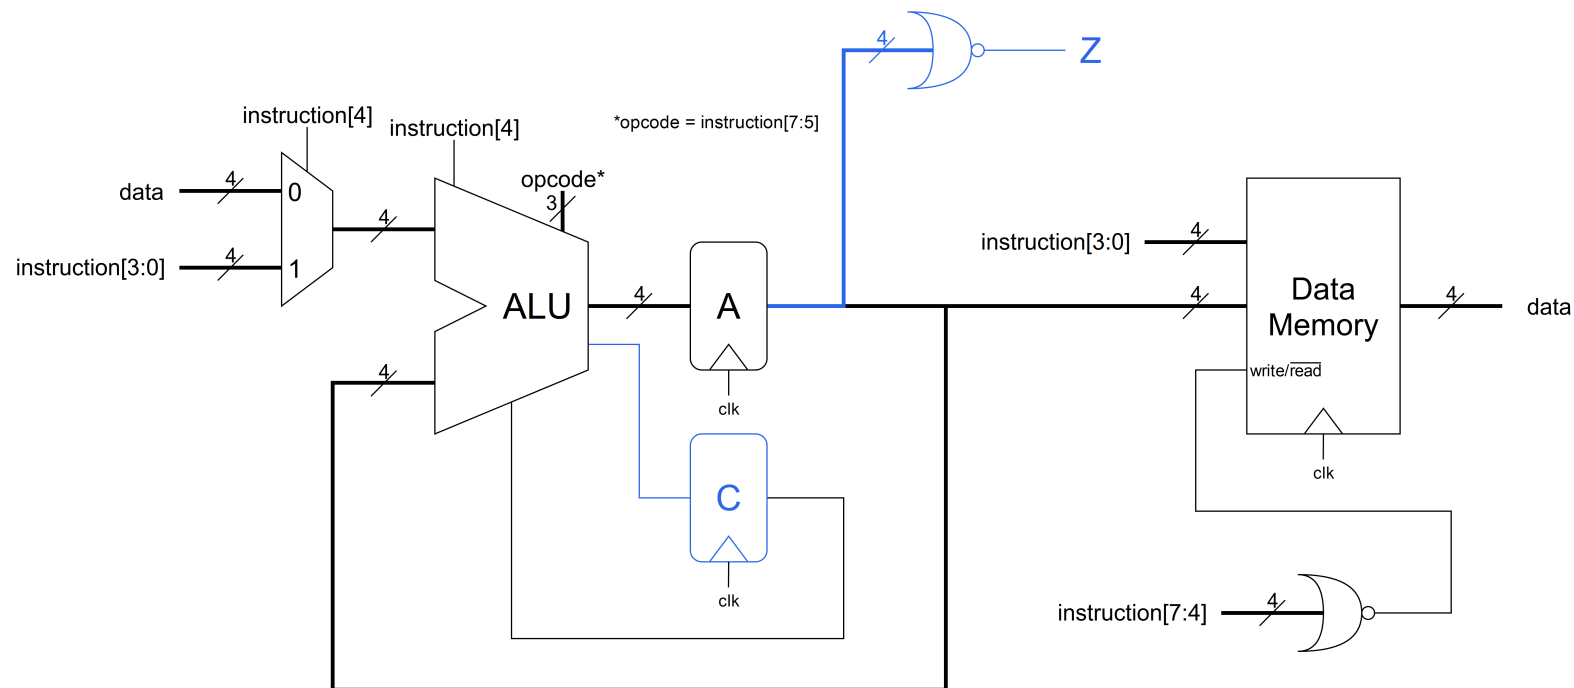 4
Z
instruction[4]
instruction[4]
*opcode = instruction[7:5]
data
4
0
opcode*
3
4
4
instruction[3:0]
4
1
instruction[3:0]
4
ALU
4
A
4
Data
Memory
4
data
4
write/read
clk
C
clk
clk
instruction[7:4]
4